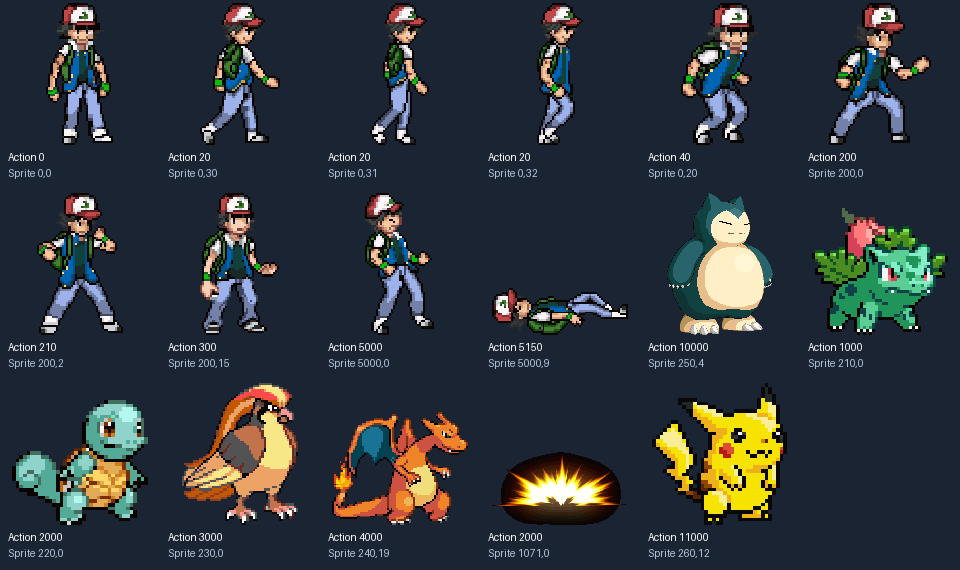 Action 0
Sprite 0,0
Action 20
Sprite 0,30
Action 20
Sprite 0,31
Action 20
Sprite 0,32
Action 40
Sprite 0,20
Action 200
Sprite 200,0
Action 210
Sprite 200,2
Action 300
Sprite 200,15
Action 5000
Sprite 5000,0
Action 5150
Sprite 5000,9
Action 10000
Sprite 250,4
Action 1000
Sprite 210,0
Action 2000
Sprite 220,0
Action 3000
Sprite 230,0
Action 4000
Sprite 240,19
Action 2000
Sprite 1071,0
Action 11000
Sprite 260,12